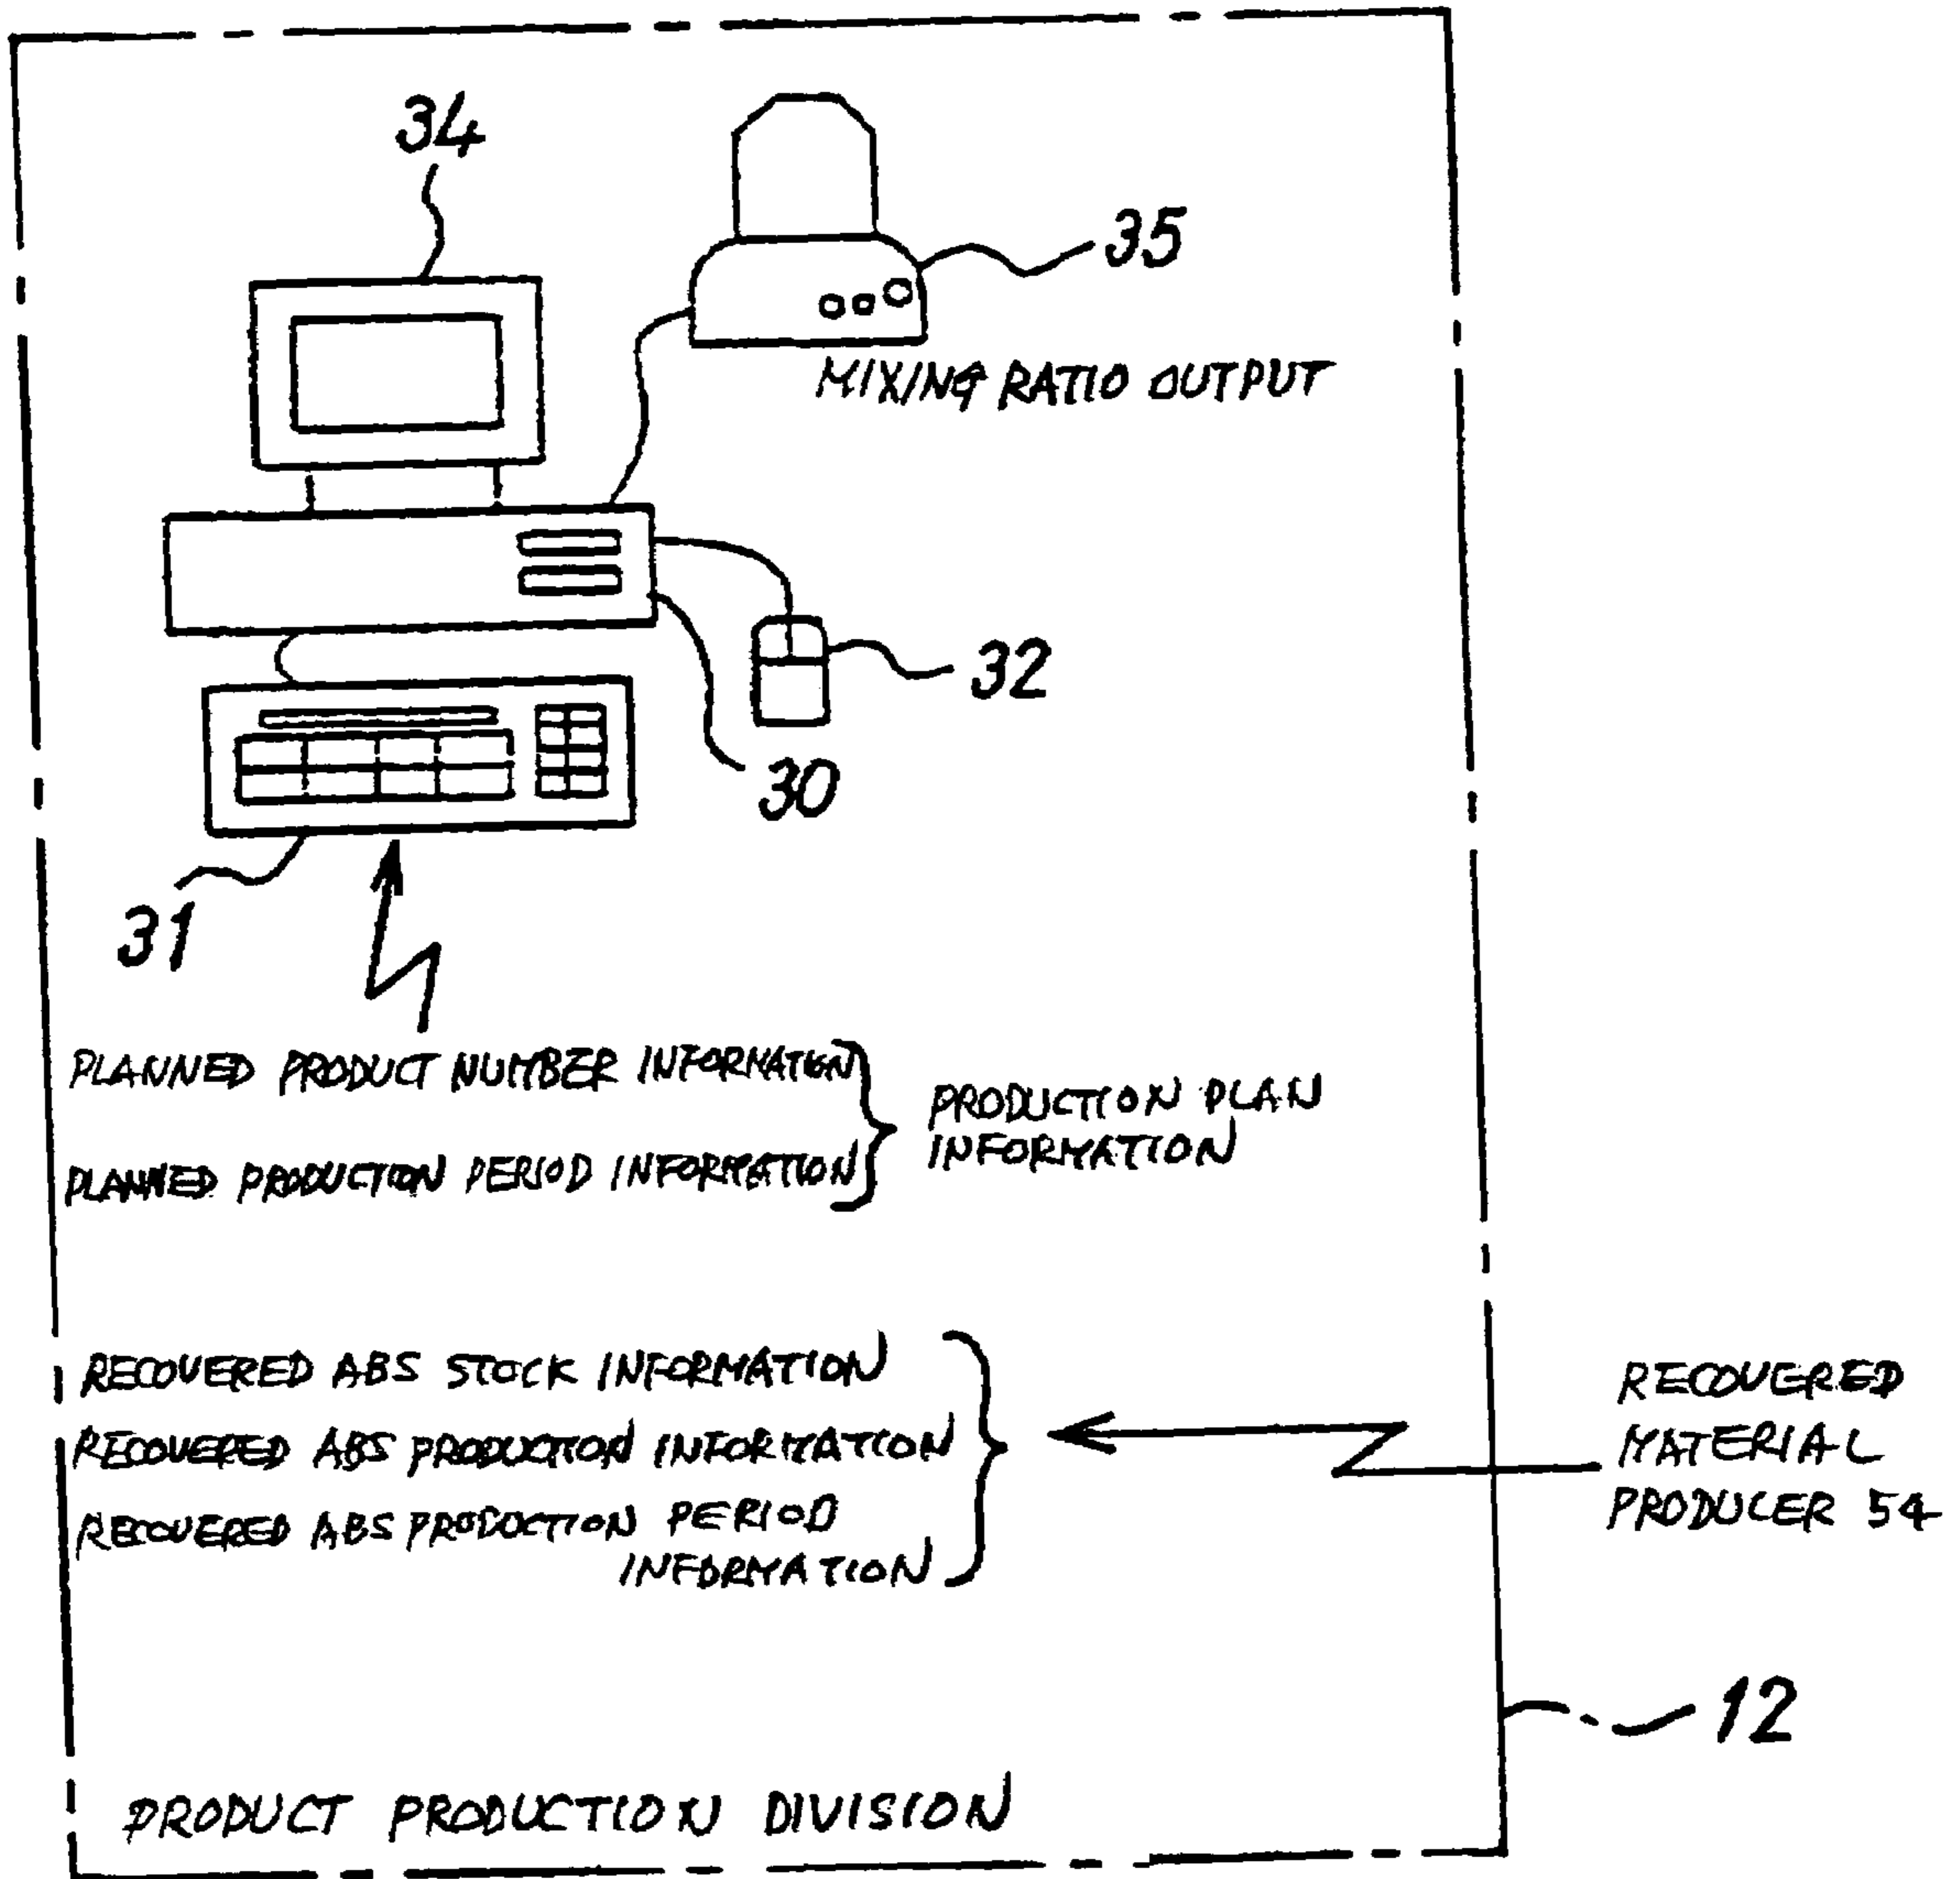 34
35
MIXING RATIO OUTPUT
32
30
31
PLANNED PRODUCT NUMBER INFORMATION
PLANNED PRODUCTION PERIOD INFORMATION
PRODUCTION PLAN
INFORMATION
RECOVERED ABS STOCK INFORMATION
RECOVERED ABS PRODUCTION INFORMATION
RECOVERED ABS PRODUCTION PERIOD
INFORMATION
RECOVERED
MATERIAL
PRODUCER 54
12
PRODUCT PRODUCTION DIVISION